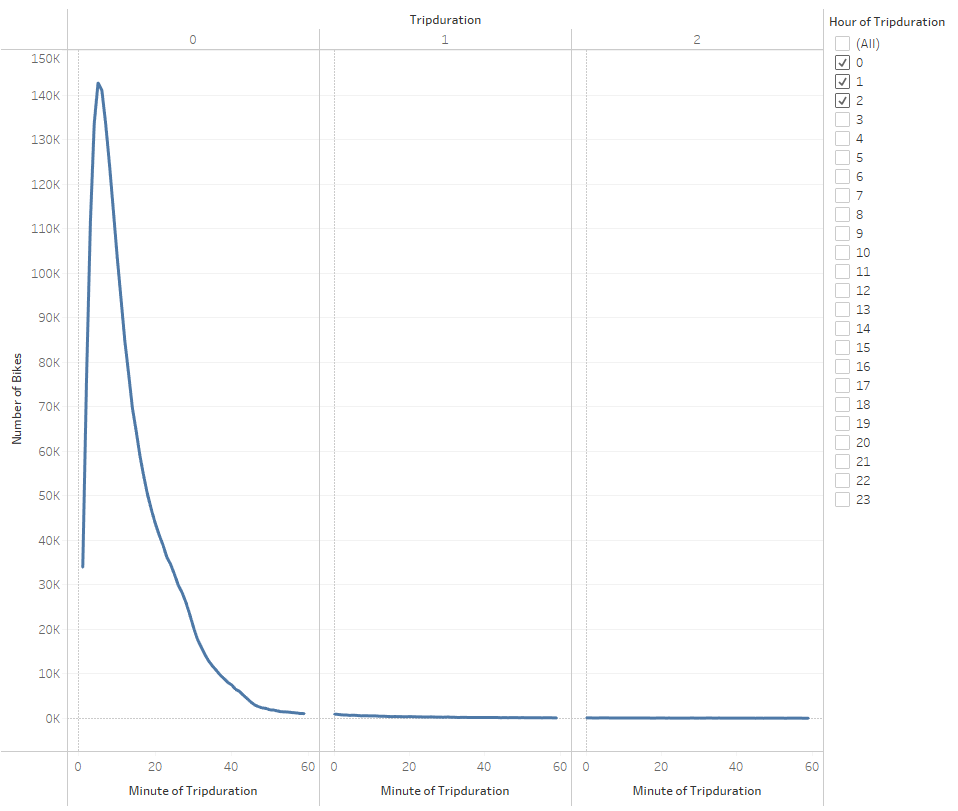 Tripduration
0 1 2
150K
140K
130K
120K
110K
100K
90K
80K
70K
60K
50K
40K
30K
20K
10K
0K
Number of Bikes
0 20 40 60 0 20 40 60 0 20 40 60
Minute of Tripduration Minute of Tripduration Minute of Tripduration
Hour of Tripduration
(All)
0
1
2
3
4
5
6
7
8
9
10
11
12
13
14
15
16
17
18
19
20
21
22
23